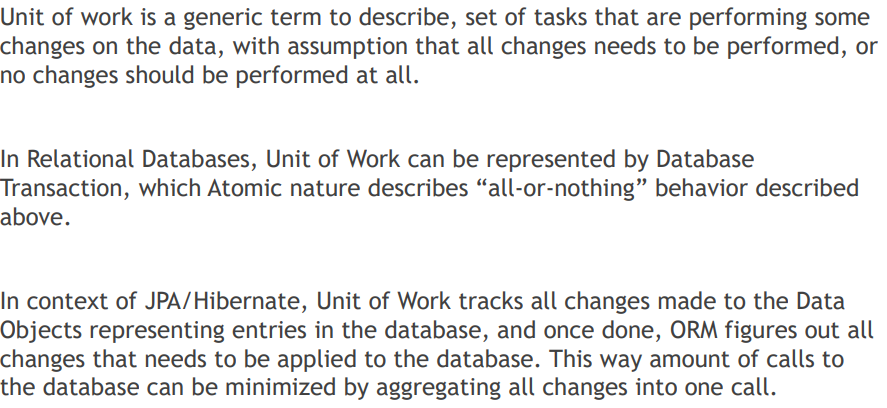 Unit of work is a generic term to describe, set of tasks that are performing some
changes on the data, with assumption that all changes needs to be performed, or
no changes should be performed at all.
In Relational Databases, Unit of Work can be represented by Database
Transaction, which Atomic nature describes “all-or-nothing” behavior described
above.
In context of JPA/Hibernate, Unit of Work tracks all changes made to the Data
Objects representing entries in the database, and once done, ORM figures out all
changes that needs to be applied to the database. This way amount of calls to
the database can be minimized by aggregating all changes into one call.